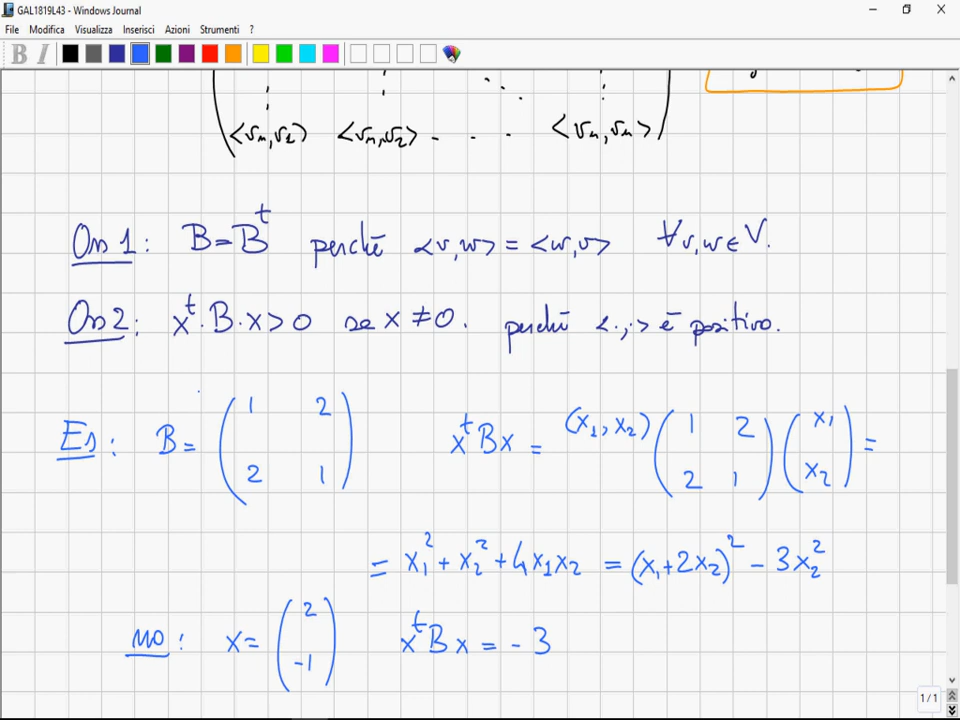 GAL1819L43 - Windows Journal
File Modifica Visualizza Inserisci Azioni Strumenti ?
B I
⋮ ⋮ ⋱ ⋮
<vₙ,v₁> <vₙ,v₂> - - - <vₙ,vₙ>
Oss 1: B=Bᵗ perché <v,w> = <w,v> ∀v,w∈V.
Oss 2: xᵗ·B·x>0 se x≠0. perché <·,·> è positivo.
Es: B= (1 2 xᵗBx = (x₁,x₂) (1 2) (x₁) =
2 1) (2 1) (x₂)
= x₁² + x₂² + 4x₁x₂ = (x₁+2x₂)² - 3x₂²
no: x= (2 xᵗBx = -3
-1)
1/1